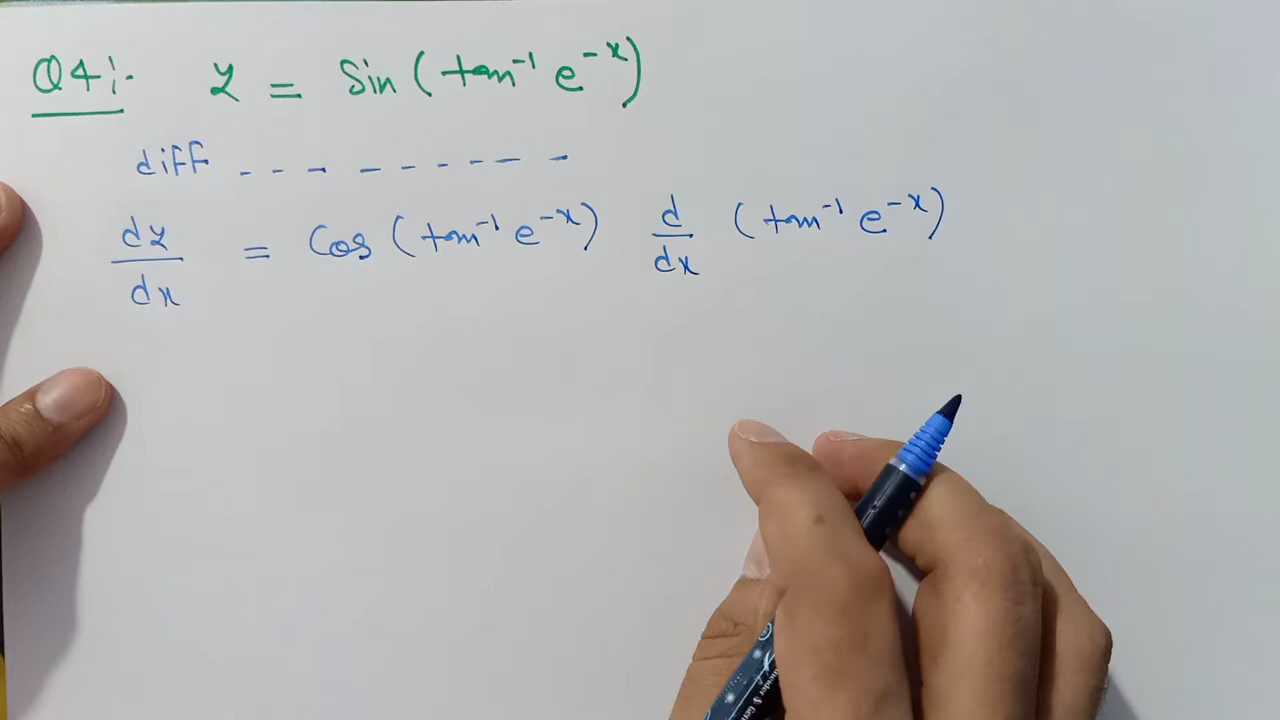 Q4:- y = Sin(tan⁻¹ e⁻ˣ)
diff - - - - - - - - - -
dy/dx = Cos(tan⁻¹ e⁻ˣ) d/dx (tan⁻¹ e⁻ˣ)